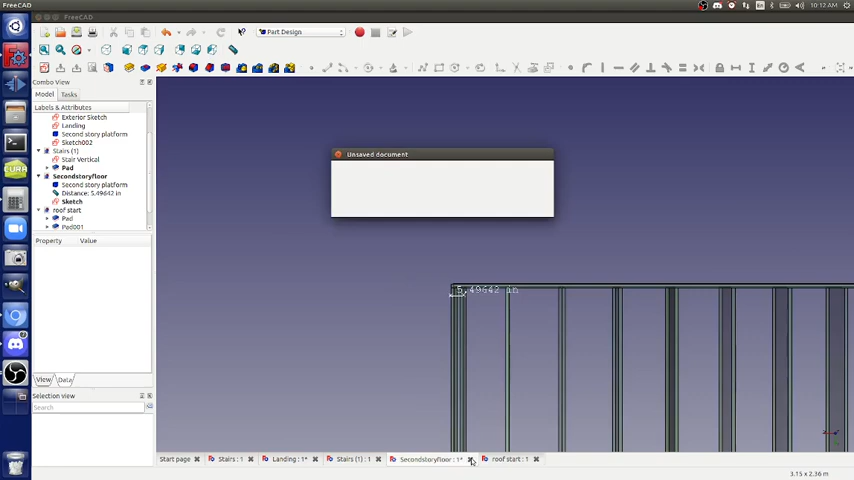 FreeCAD
En
10:12 AM
FreeCAD
Part Design
Combo View
Model
Tasks
Labels & Attributes
Exterior Sketch
Landing
Second story platform
Sketch002
Stairs (1)
Stair Vertical
Pad
Secondstoryfloor
Second story platform
Distance: 5.49642 in
Sketch
roof start
Pad
Pad001
Property
Value
View
Data
Selection view
Search
Unsaved document
5.49642 in
Start page
Stairs : 1
Landing : 1*
Stairs (1) : 1
SecondstoryFloor : 1*
roof start : 1
3.15 x 2.36 m